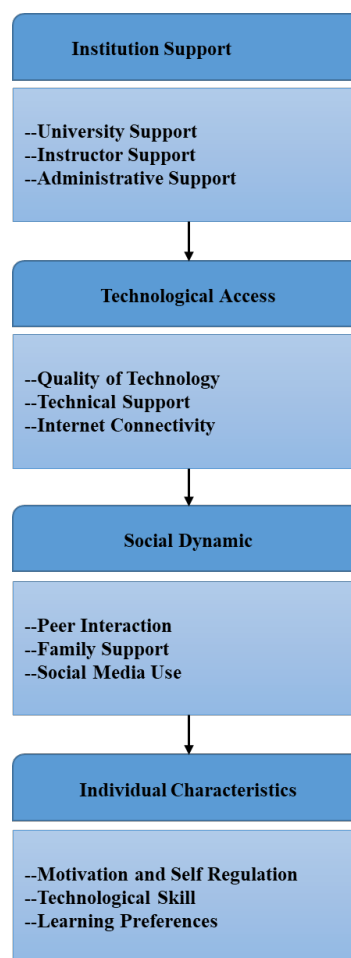 Institution Support
--University Support
--Instructor Support
--Administrative Support
Technological Access
--Quality of Technology
--Technical Support
--Internet Connectivity
Social Dynamic
--Peer Interaction
--Family Support
--Social Media Use
Individual Characteristics
--Motivation and Self Regulation
--Technological Skill
--Learning Preferences